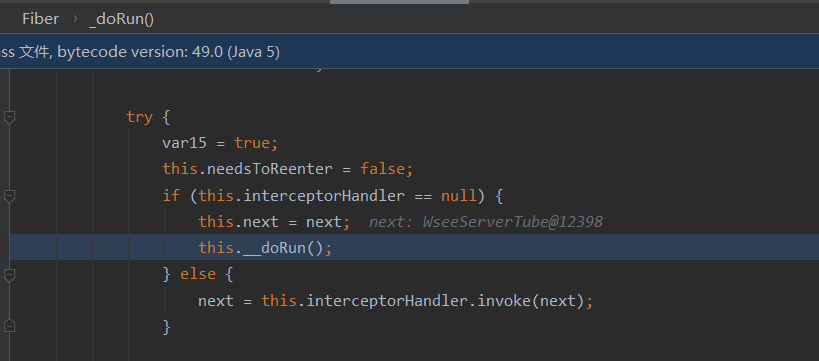 Fiber › _doRun()
ss 文件, bytecode version: 49.0 (Java 5)
try {
var15 = true;
this.needsToReenter = false;
if (this.interceptorHandler == null) {
this.next = next; next: WseeServerTube@12398
this.__doRun();
} else {
next = this.interceptorHandler.invoke(next);
}